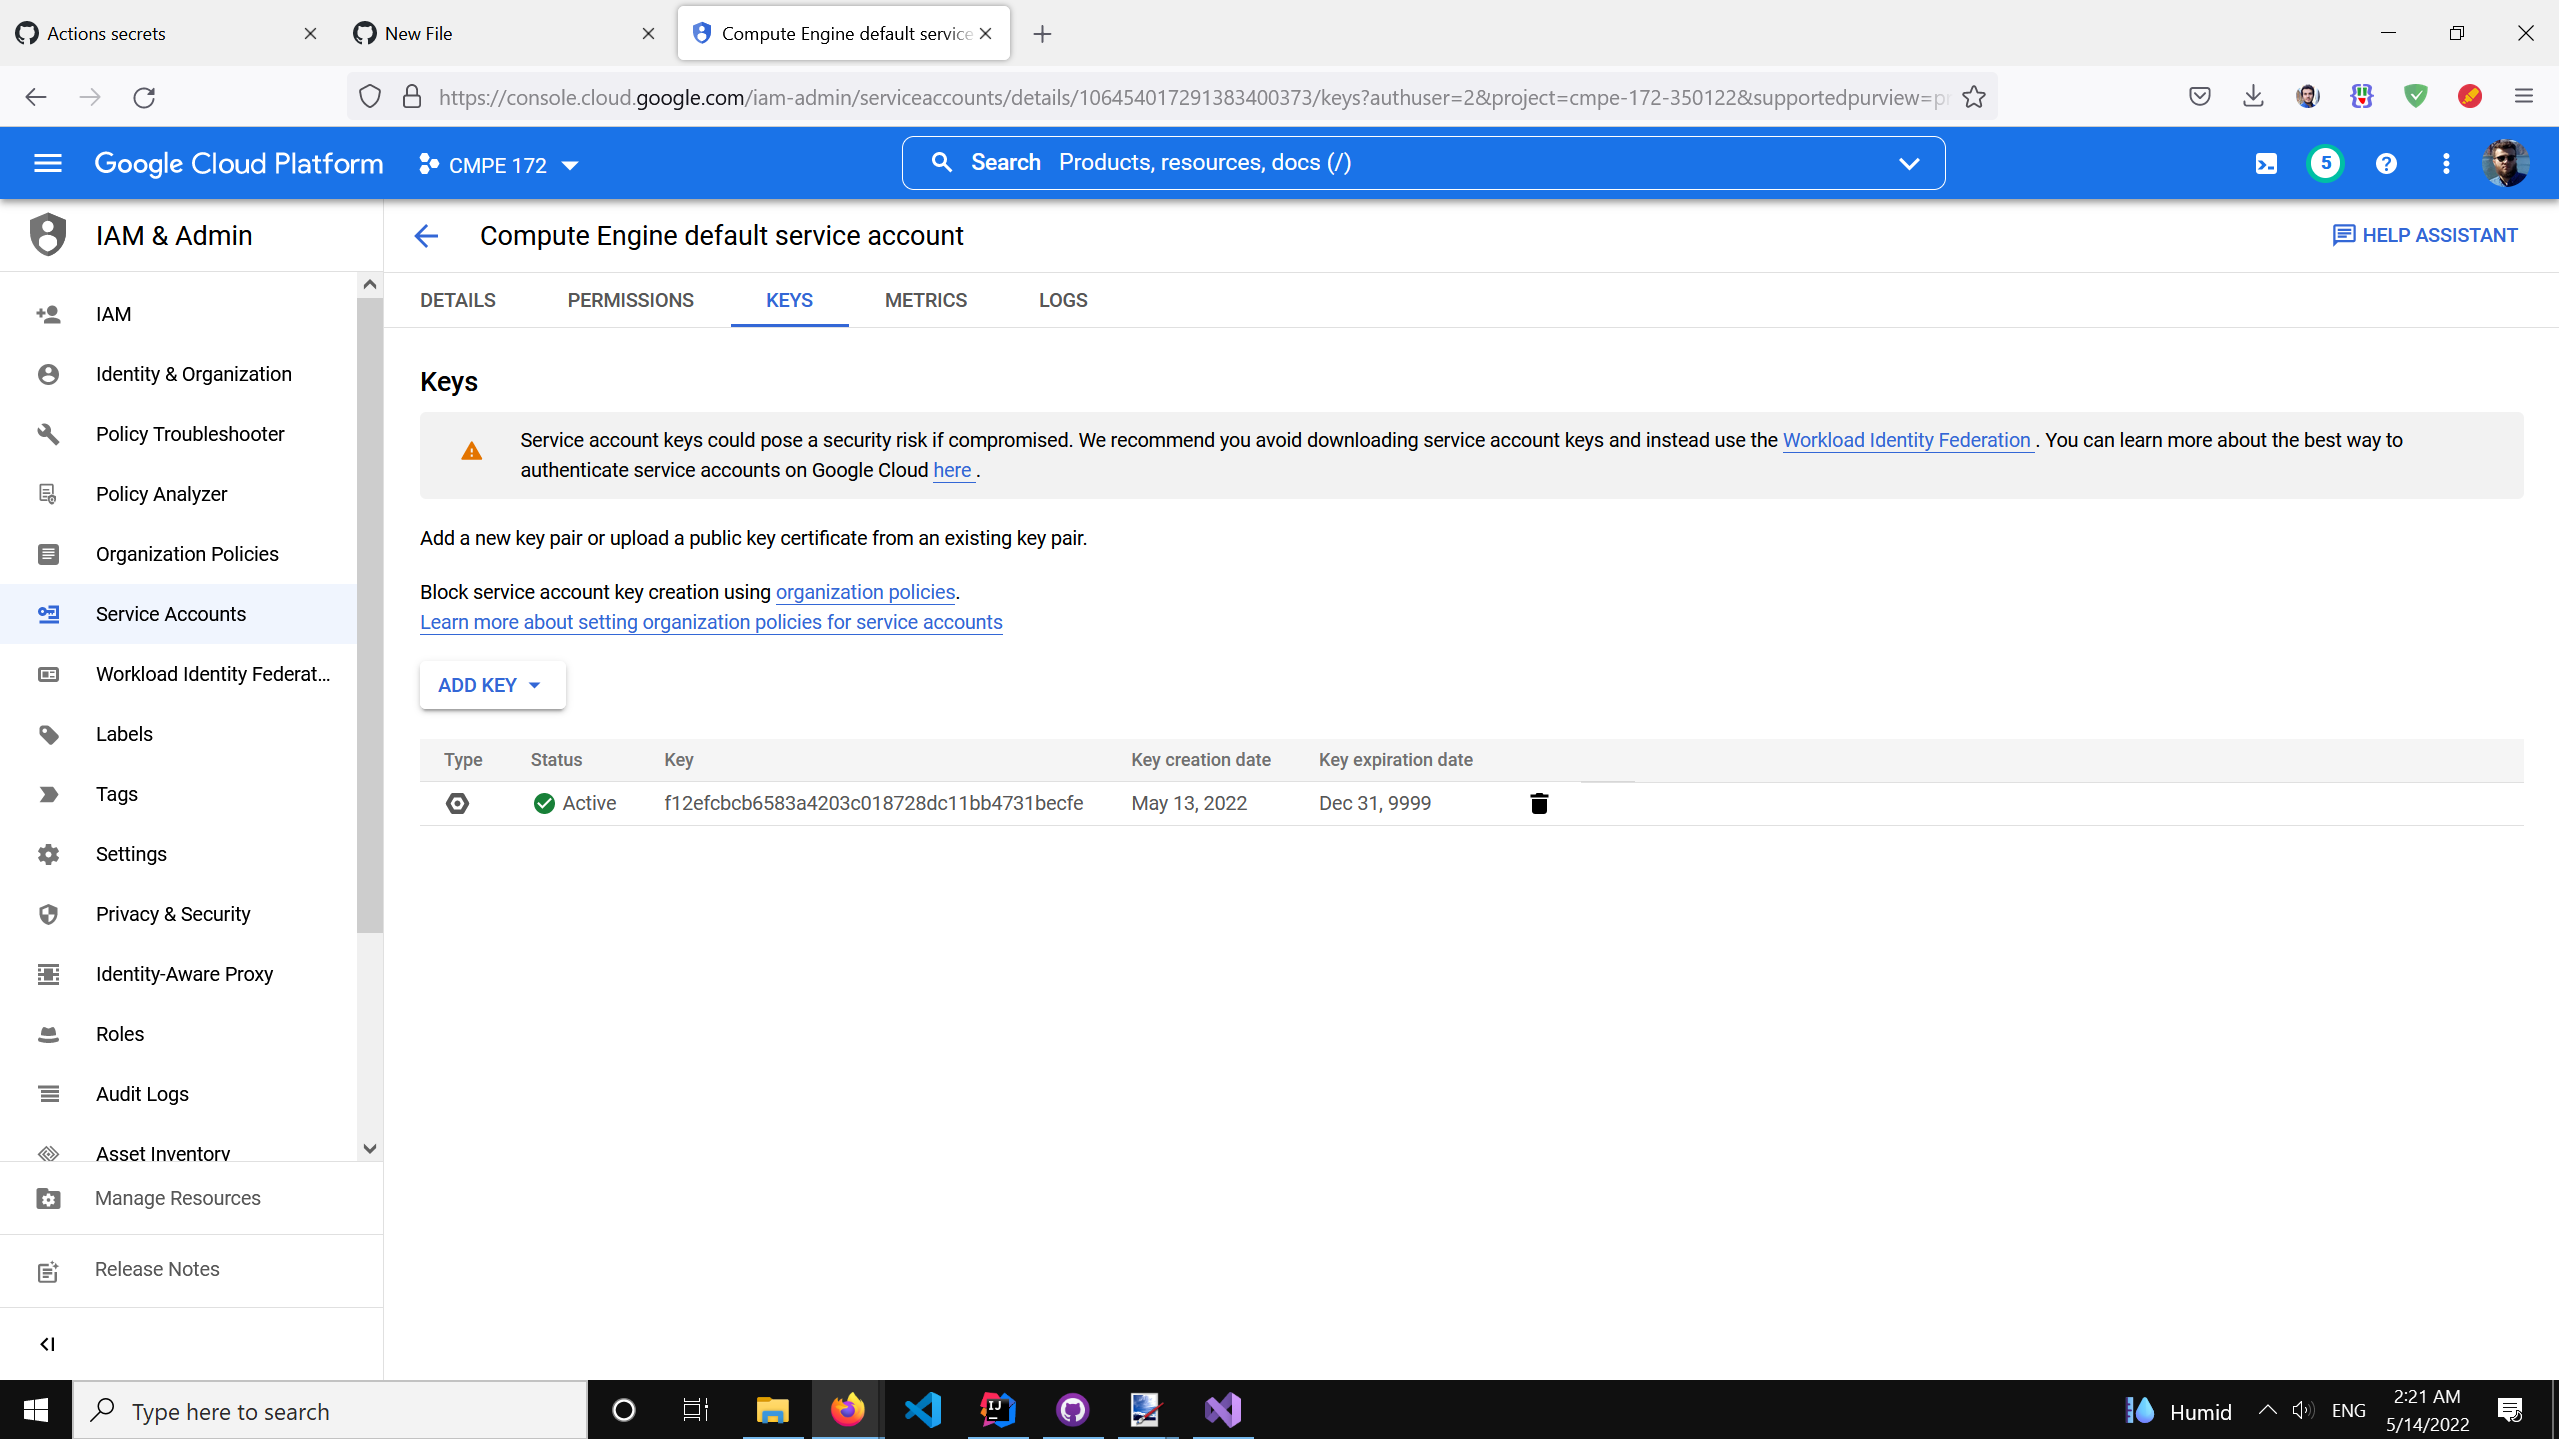 Actions secrets
New File
Compute Engine default service
https://console.cloud.google.com/iam-admin/serviceaccounts/details/106454017291383400373/keys?authuser=2&project=cmpe-172-350122&supportedpurview=pr
Google Cloud Platform
CMPE 172
Search Products, resources, docs (/)
5
IAM & Admin
Compute Engine default service account
HELP ASSISTANT
DETAILS
PERMISSIONS
KEYS
METRICS
LOGS
IAM
Identity & Organization
Policy Troubleshooter
Policy Analyzer
Organization Policies
Service Accounts
Workload Identity Federat...
Labels
Tags
Settings
Privacy & Security
Identity-Aware Proxy
Roles
Audit Logs
Asset Inventory
Manage Resources
Release Notes
Keys
Service account keys could pose a security risk if compromised. We recommend you avoid downloading service account keys and instead use the Workload Identity Federation . You can learn more about the best way to
authenticate service accounts on Google Cloud here .
Add a new key pair or upload a public key certificate from an existing key pair.
Block service account key creation using organization policies.
Learn more about setting organization policies for service accounts
ADD KEY
Type Status Key Key creation date Key expiration date
Active f12efcbcb6583a4203c018728dc11bb4731becfe May 13, 2022 Dec 31, 9999
Type here to search
Humid
ENG
2:21 AM
5/14/2022